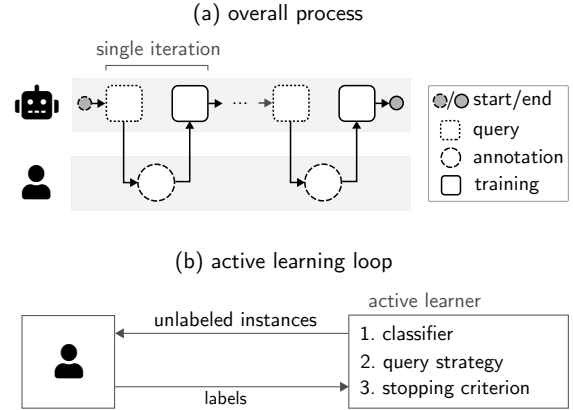 (a) overall process
single iteration
...
start/end
query
annotation
training
(b) active learning loop
active learner
unlabeled instances
1. classifier
2. query strategy
3. stopping criterion
labels